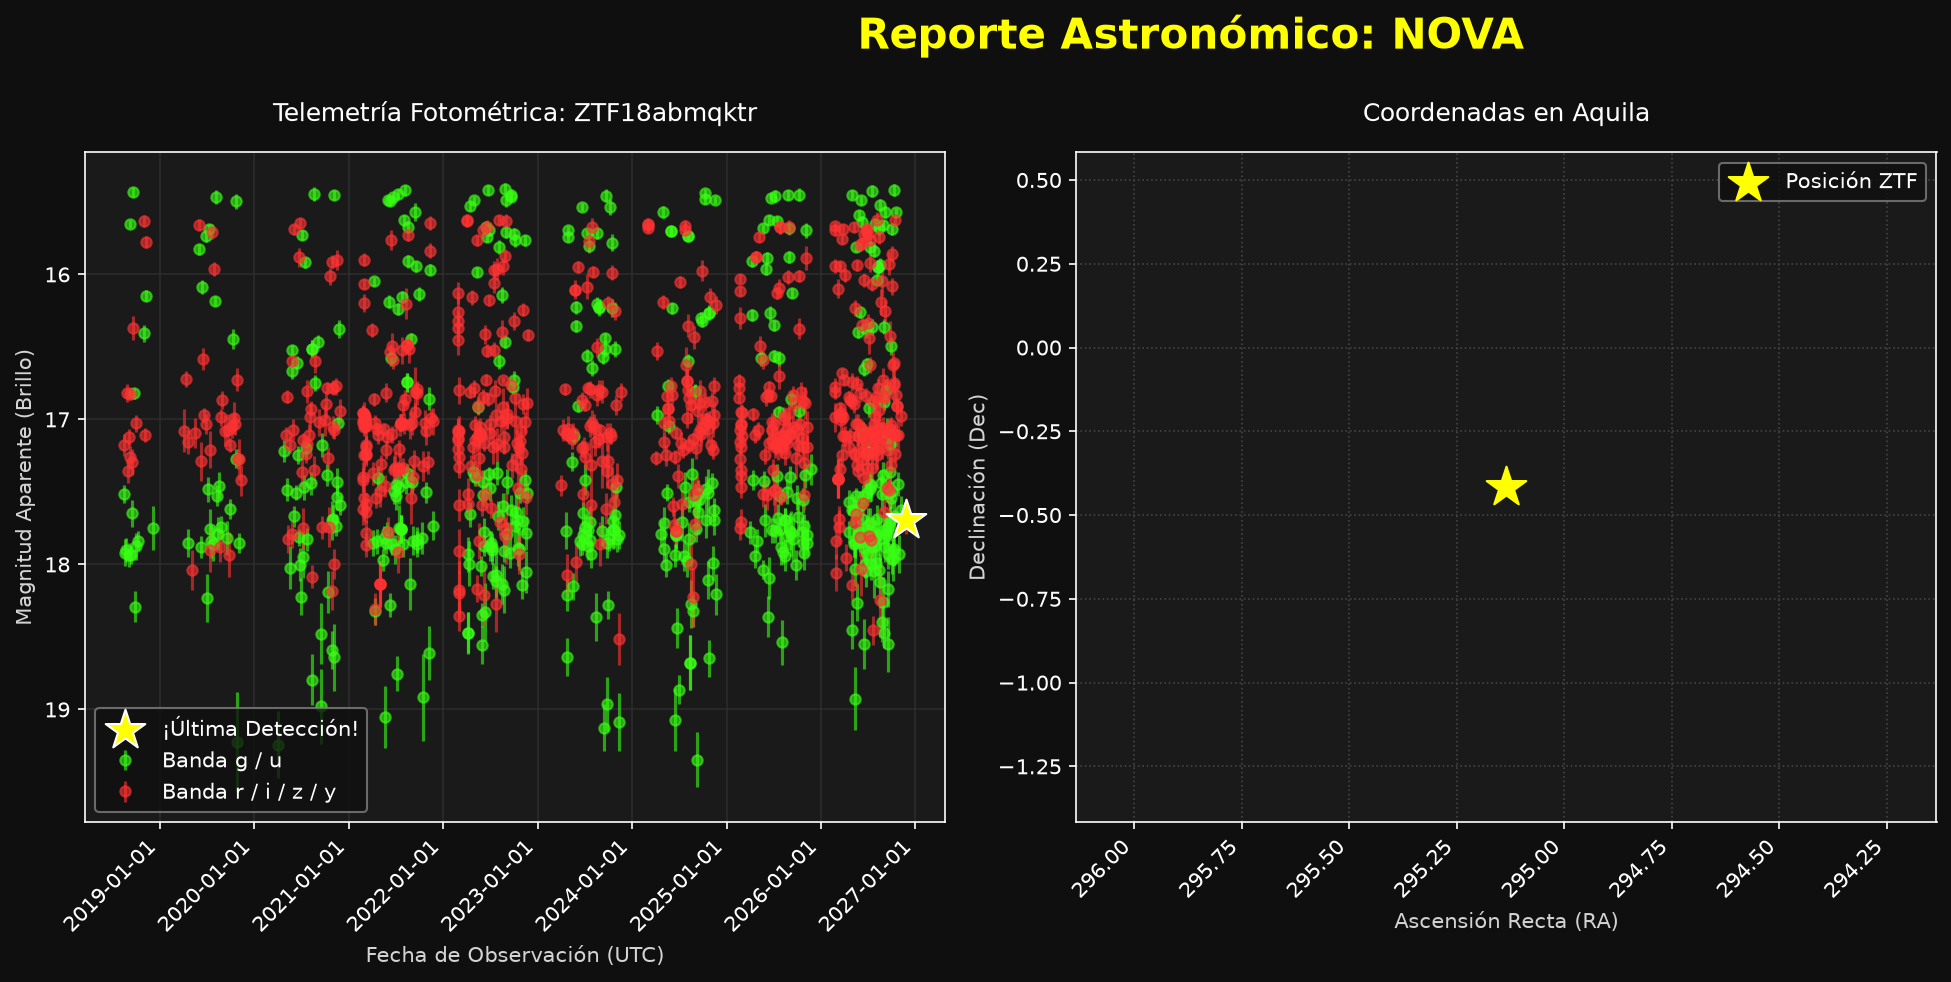 Reporte Astronómico: NOVA
Telemetría Fotométrica: ZTF18abmqktr
Magnitud Aparente (Brillo)
16
17
18
19
¡Última Detección!
Banda g / u
Banda r / i / z / y
2019-01-01
2020-01-01
2021-01-01
2022-01-01
2023-01-01
2024-01-01
2025-01-01
2026-01-01
2027-01-01
Fecha de Observación (UTC)
Coordenadas en Aquila
Declinación (Dec)
0.50
0.25
0.00
−0.25
−0.50
−0.75
−1.00
−1.25
Posición ZTF
296.00
295.75
295.50
295.25
295.00
294.75
294.50
294.25
Ascensión Recta (RA)